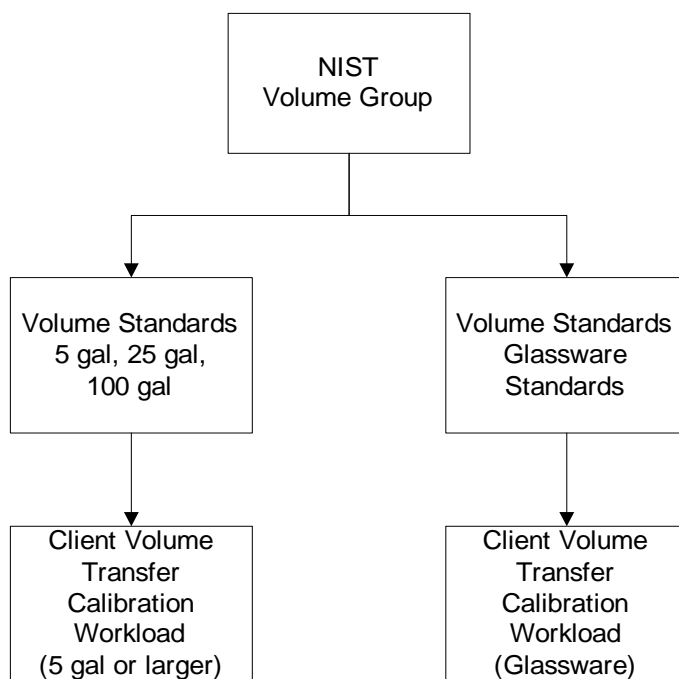 NIST
Volume Group
Volume Standards
5 gal, 25 gal,
100 gal
Volume Standards
Glassware
Standards
Client Volume
Transfer
Calibration
Workload
(5 gal or larger)
Client Volume
Transfer
Calibration
Workload
(Glassware)